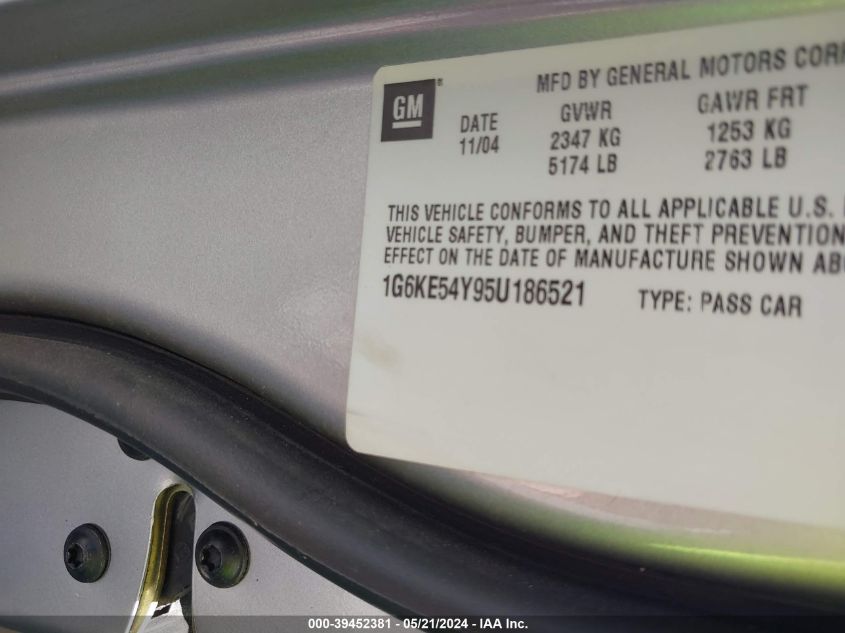 MFD BY GENERAL MOTORS
GM
DATE GVWR GAWR FRT
11/04 2347 KG 1253 KG
5174 LB 2763 LB
THIS VEHICLE CONFORMS TO ALL APPLICABLE U.S.
VEHICLE SAFETY, BUMPER, AND THEFT PREVENTION
EFFECT ON THE DATE OF MANUFACTURE SHOWN
1G6KE54Y95U186521 TYPE: PASS CAR
000-39452381 - 05/21/2024 - IAA Inc.